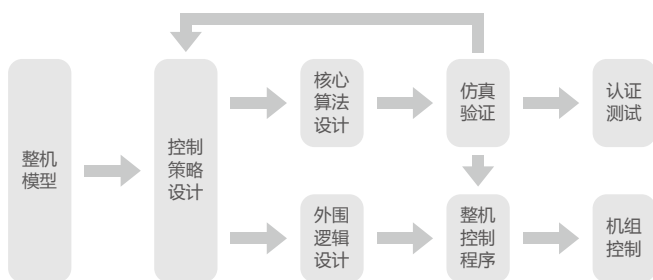 整机
模型
控制
策略
设计
核心
算法
设计
仿真
验证
认证
测试
外围
逻辑
设计
整机
控制
程序
机组
控制